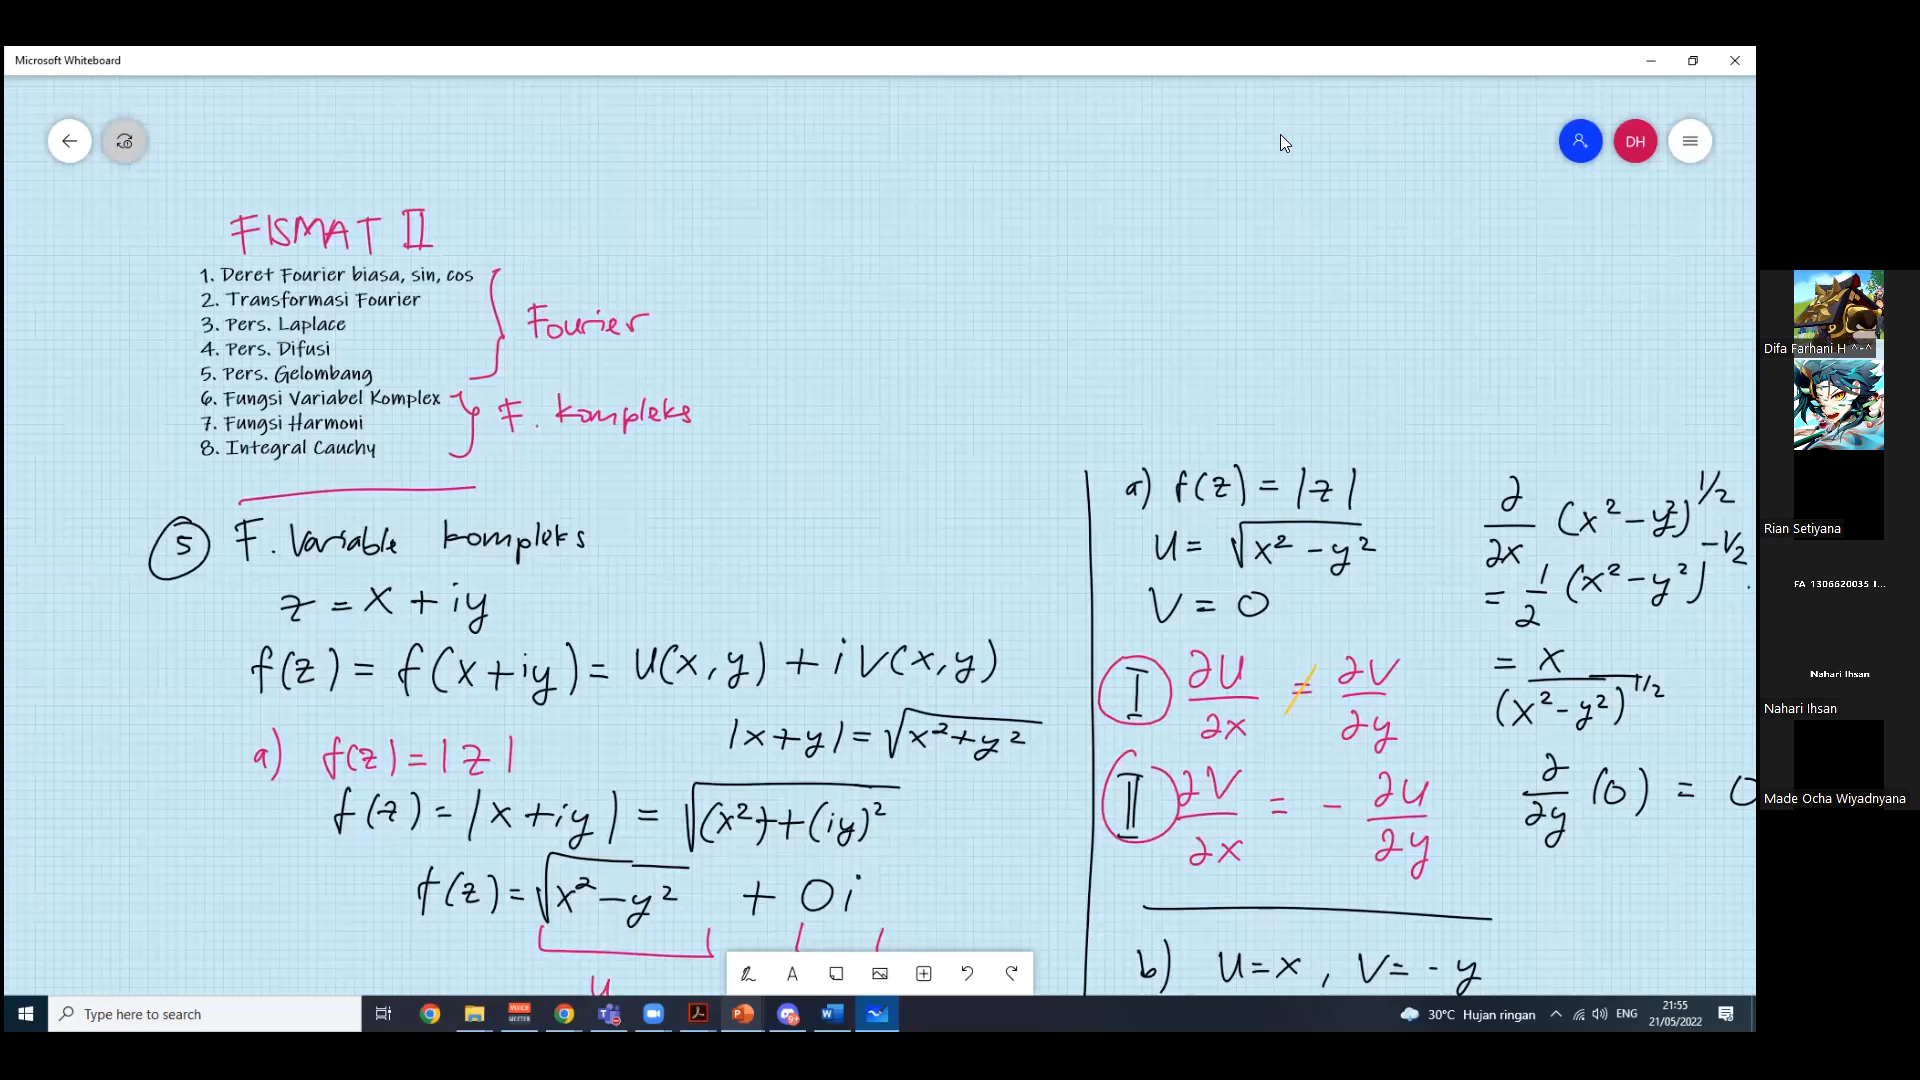 Microsoft Whiteboard
DH
FISMAT II
1. Deret Fourier biasa, sin, cos
2. Transformasi Fourier
3. Pers. Laplace
4. Pers. Difusi
5. Pers. Gelombang
Fourier
6. Fungsi Variabel Komplex
7. Fungsi Harmoni
8. Integral Cauchy
F. kompleks
5 F. Variable kompleks
z = x + iy
f(z) = f(x+iy) = u(x,y) + i v(x,y)
a) f(z) = |z|
|x+y| = √x²+y²
f(z) = |x+iy| = √(x²)+(iy)²
f(z) = √x²-y² + 0i
u
a) f(z) = |z|
U = √x²-y²
V = 0
I ∂U/∂x ≠ ∂V/∂y
II ∂V/∂x = - ∂U/∂y
b) U = x , V = - y
∂/∂x (x²-y²)^1/2
= 1/2 (x²-y²)^-1/2 .
= x/(x²-y²)^1/2
∂/∂y (0) = 0
Difa Farhani H ^-^
Rian Setiyana
FA_1306620035_I...
Nahari Ihsan
Nahari Ihsan
Made Ocha Wiyadnyana
Type here to search
30°C Hujan ringan
ENG
21:55
21/05/2022